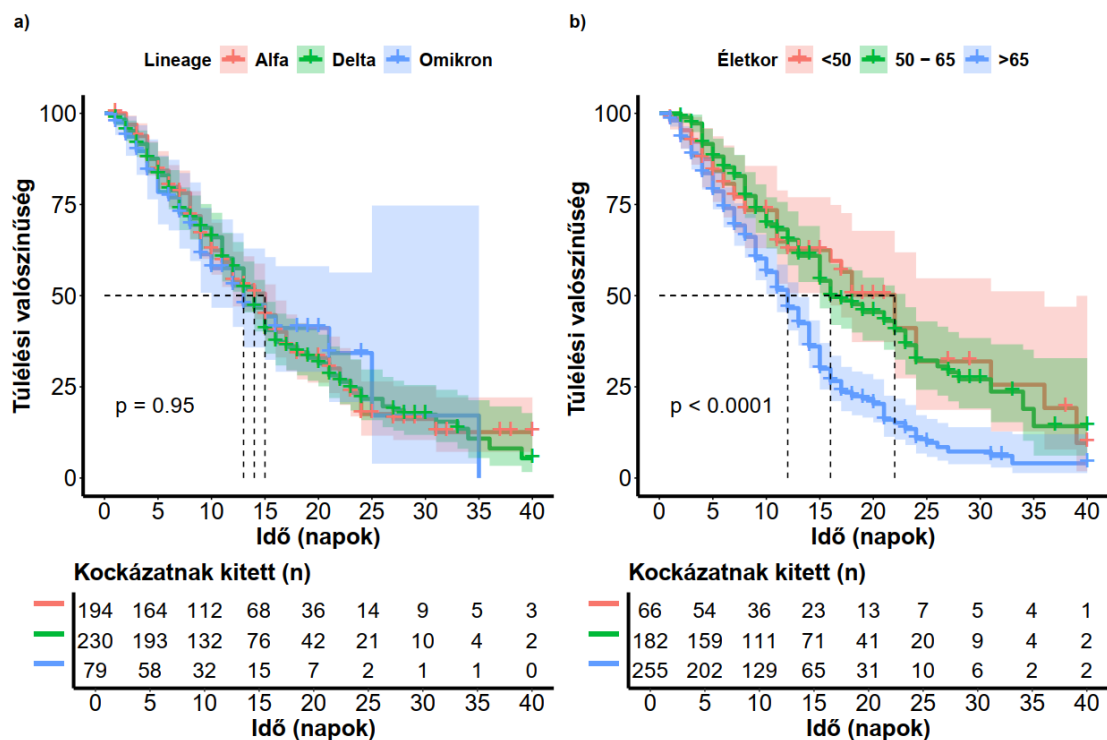 a)
Lineage Alfa Delta Omikron
Túlélési valószínűség
100
75
50
25
0
p = 0.95
0 5 10 15 20 25 30 35 40
Idő (napok)
Kockázatnak kitett (n)
194 164 112 68 36 14 9 5 3
230 193 132 76 42 21 10 4 2
79 58 32 15 7 2 1 1 0
0 5 10 15 20 25 30 35 40
Idő (napok)
b)
Életkor <50 50 – 65 >65
Túlélési valószínűség
100
75
50
25
0
p < 0.0001
0 5 10 15 20 25 30 35 40
Idő (napok)
Kockázatnak kitett (n)
66 54 36 23 13 7 5 4 1
182 159 111 71 41 20 9 4 2
255 202 129 65 31 10 6 2 2
0 5 10 15 20 25 30 35 40
Idő (napok)